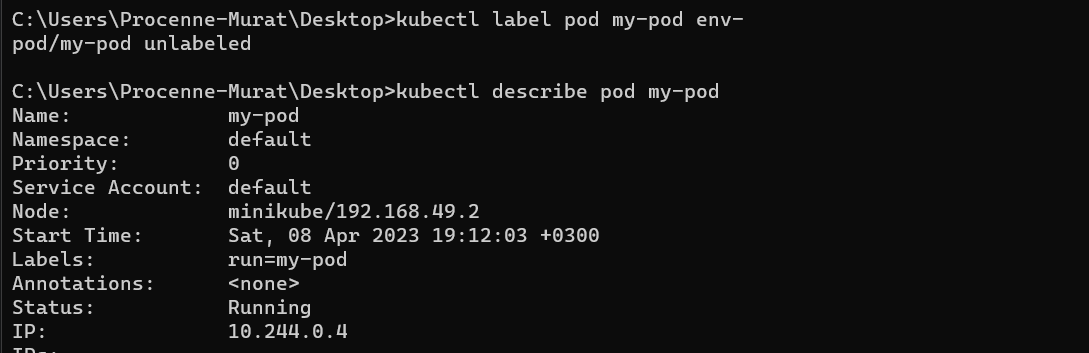 C:\Users\Procenne-Murat\Desktop>kubectl label pod my-pod env-
pod/my-pod unlabeled
C:\Users\Procenne-Murat\Desktop>kubectl describe pod my-pod
Name: my-pod
Namespace: default
Priority: 0
Service Account: default
Node: minikube/192.168.49.2
Start Time: Sat, 08 Apr 2023 19:12:03 +0300
Labels: run=my-pod
Annotations: <none>
Status: Running
IP: 10.244.0.4